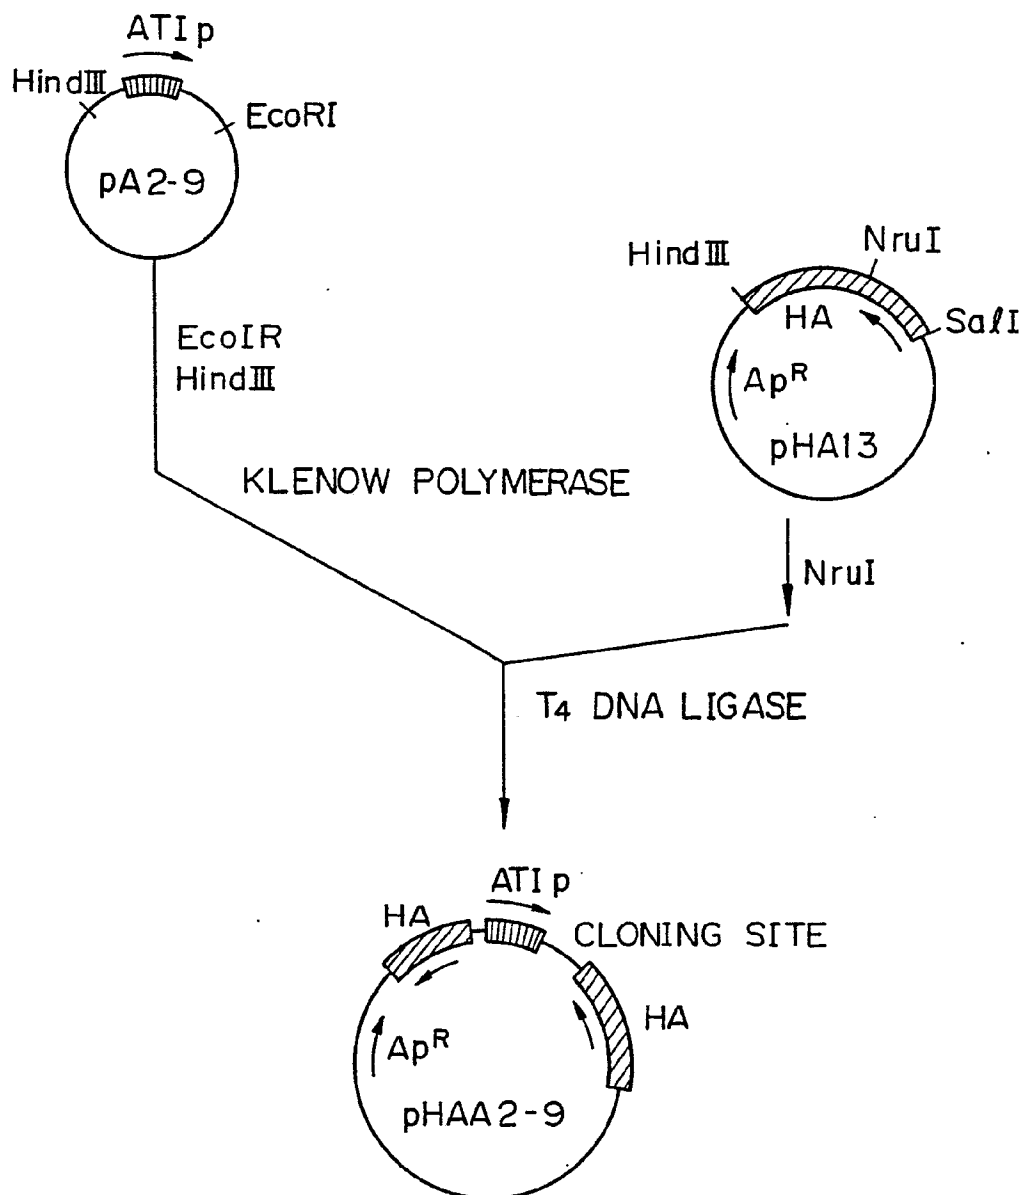 ATI p
HindⅢ
EcoRI
pA2-9
EcoIR
HindⅢ
HindⅢ
NruI
HA
SalI
ApR
pHA13
KLENOW POLYMERASE
NruI
T4 DNA LIGASE
ATI p
HA
CLONING SITE
HA
ApR
pHAA2-9